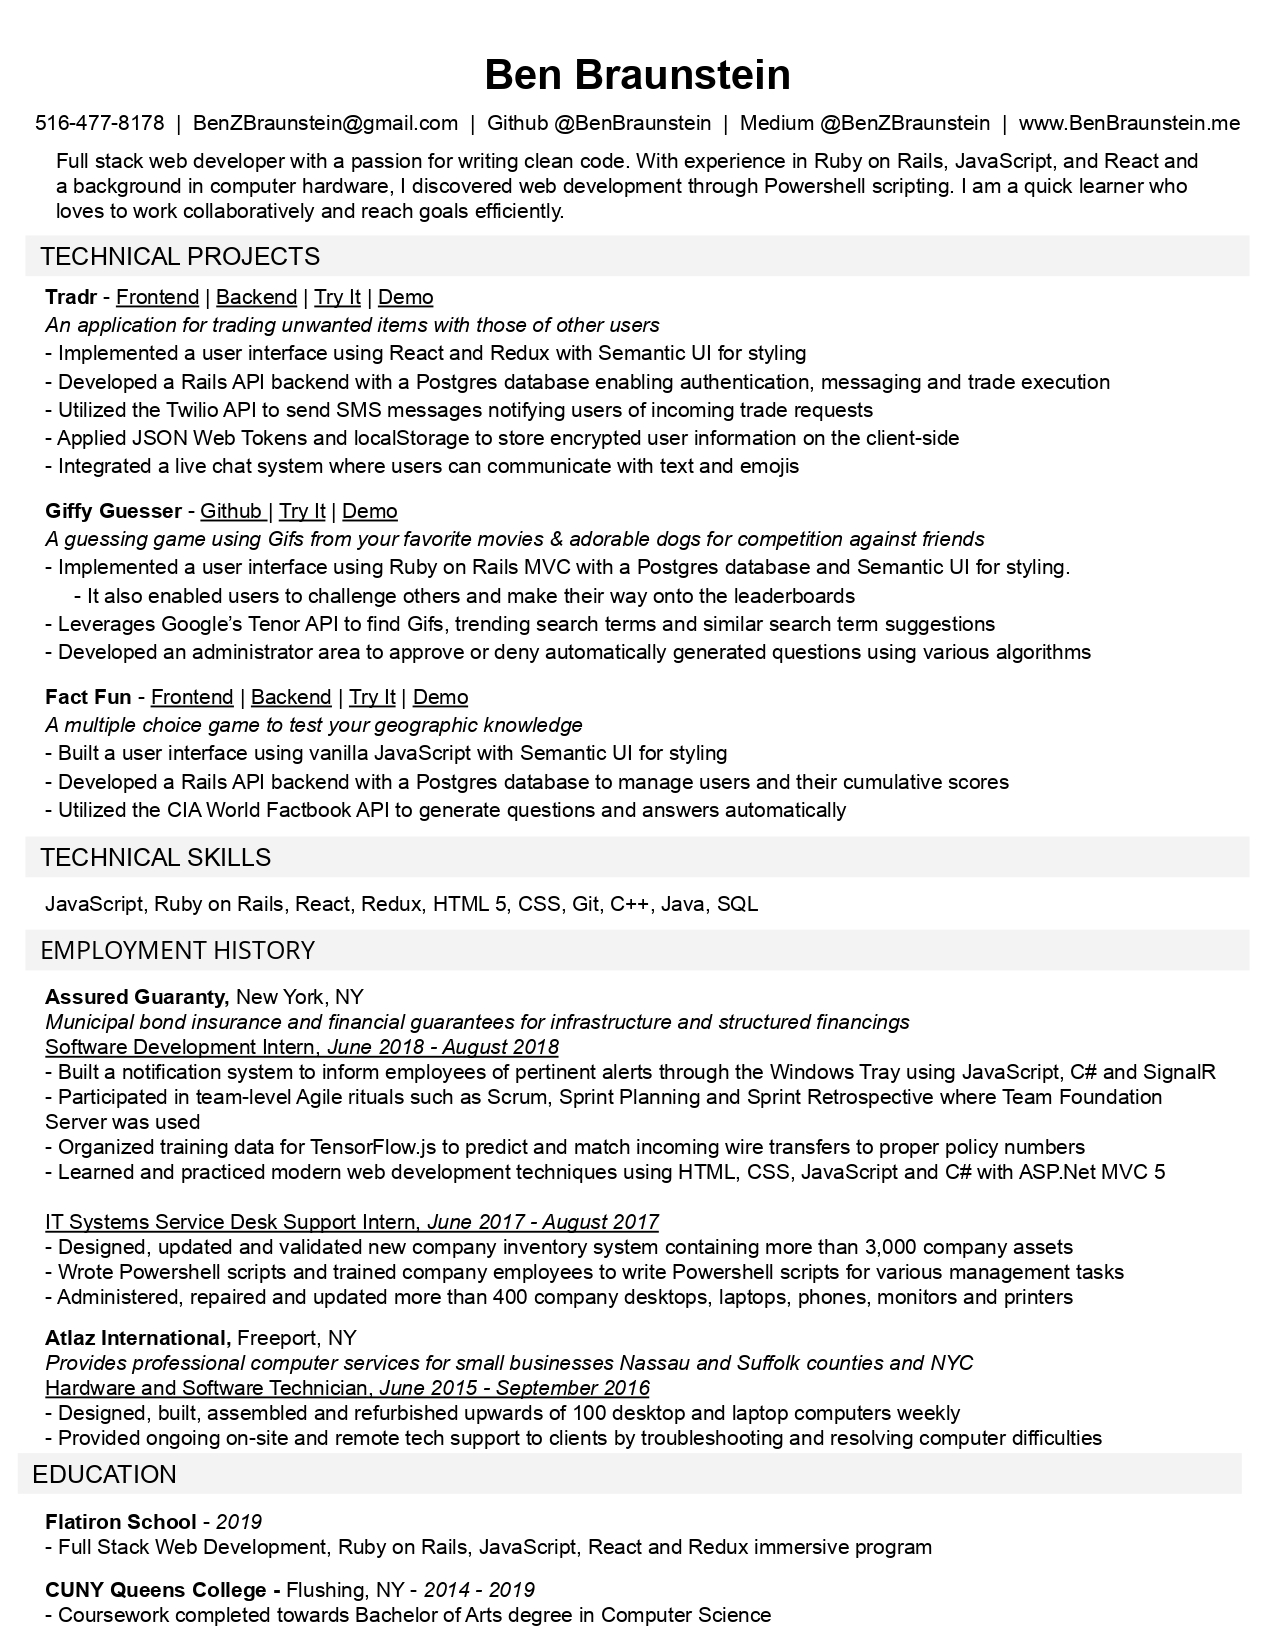 Ben Braunstein
516-477-8178 | BenZBraunstein@gmail.com | Github @BenBraunstein | Medium @BenZBraunstein | www.BenBraunstein.me
Full stack web developer with a passion for writing clean code. With experience in Ruby on Rails, JavaScript, and React and
a background in computer hardware, I discovered web development through Powershell scripting. I am a quick learner who
loves to work collaboratively and reach goals efficiently.
TECHNICAL PROJECTS
Tradr - Frontend | Backend | Try It | Demo
An application for trading unwanted items with those of other users
- Implemented a user interface using React and Redux with Semantic UI for styling
- Developed a Rails API backend with a Postgres database enabling authentication, messaging and trade execution
- Utilized the Twilio API to send SMS messages notifying users of incoming trade requests
- Applied JSON Web Tokens and localStorage to store encrypted user information on the client-side
- Integrated a live chat system where users can communicate with text and emojis
Giffy Guesser - Github | Try It | Demo
A guessing game using Gifs from your favorite movies & adorable dogs for competition against friends
- Implemented a user interface using Ruby on Rails MVC with a Postgres database and Semantic UI for styling.
- It also enabled users to challenge others and make their way onto the leaderboards
- Leverages Google’s Tenor API to find Gifs, trending search terms and similar search term suggestions
- Developed an administrator area to approve or deny automatically generated questions using various algorithms
Fact Fun - Frontend | Backend | Try It | Demo
A multiple choice game to test your geographic knowledge
- Built a user interface using vanilla JavaScript with Semantic UI for styling
- Developed a Rails API backend with a Postgres database to manage users and their cumulative scores
- Utilized the CIA World Factbook API to generate questions and answers automatically
TECHNICAL SKILLS
JavaScript, Ruby on Rails, React, Redux, HTML 5, CSS, Git, C++, Java, SQL
EMPLOYMENT HISTORY
Assured Guaranty, New York, NY
Municipal bond insurance and financial guarantees for infrastructure and structured financings
Software Development Intern, June 2018 - August 2018
- Built a notification system to inform employees of pertinent alerts through the Windows Tray using JavaScript, C# and SignalR
- Participated in team-level Agile rituals such as Scrum, Sprint Planning and Sprint Retrospective where Team Foundation
Server was used
- Organized training data for TensorFlow.js to predict and match incoming wire transfers to proper policy numbers
- Learned and practiced modern web development techniques using HTML, CSS, JavaScript and C# with ASP.Net MVC 5
IT Systems Service Desk Support Intern, June 2017 - August 2017
- Designed, updated and validated new company inventory system containing more than 3,000 company assets
- Wrote Powershell scripts and trained company employees to write Powershell scripts for various management tasks
- Administered, repaired and updated more than 400 company desktops, laptops, phones, monitors and printers
Atlaz International, Freeport, NY
Provides professional computer services for small businesses Nassau and Suffolk counties and NYC
Hardware and Software Technician, June 2015 - September 2016
- Designed, built, assembled and refurbished upwards of 100 desktop and laptop computers weekly
- Provided ongoing on-site and remote tech support to clients by troubleshooting and resolving computer difficulties
EDUCATION
Flatiron School - 2019
- Full Stack Web Development, Ruby on Rails, JavaScript, React and Redux immersive program
CUNY Queens College - Flushing, NY - 2014 - 2019
- Coursework completed towards Bachelor of Arts degree in Computer Science